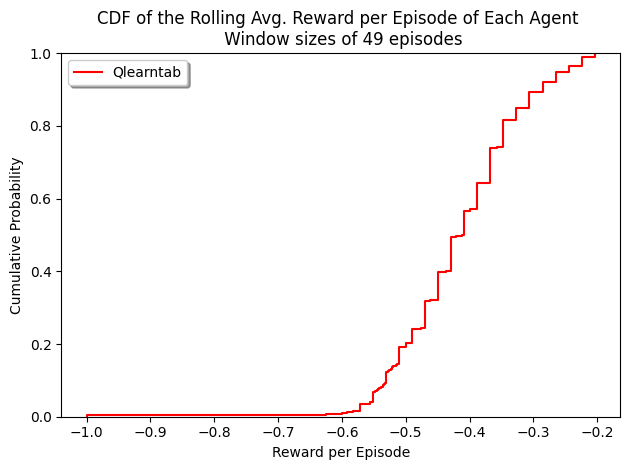 CDF of the Rolling Avg. Reward per Episode of Each Agent
Window sizes of 49 episodes
Qlearntab
Cumulative Probability
1.0
0.8
0.6
0.4
0.2
0.0
−1.0 −0.9 −0.8 −0.7 −0.6 −0.5 −0.4 −0.3 −0.2
Reward per Episode